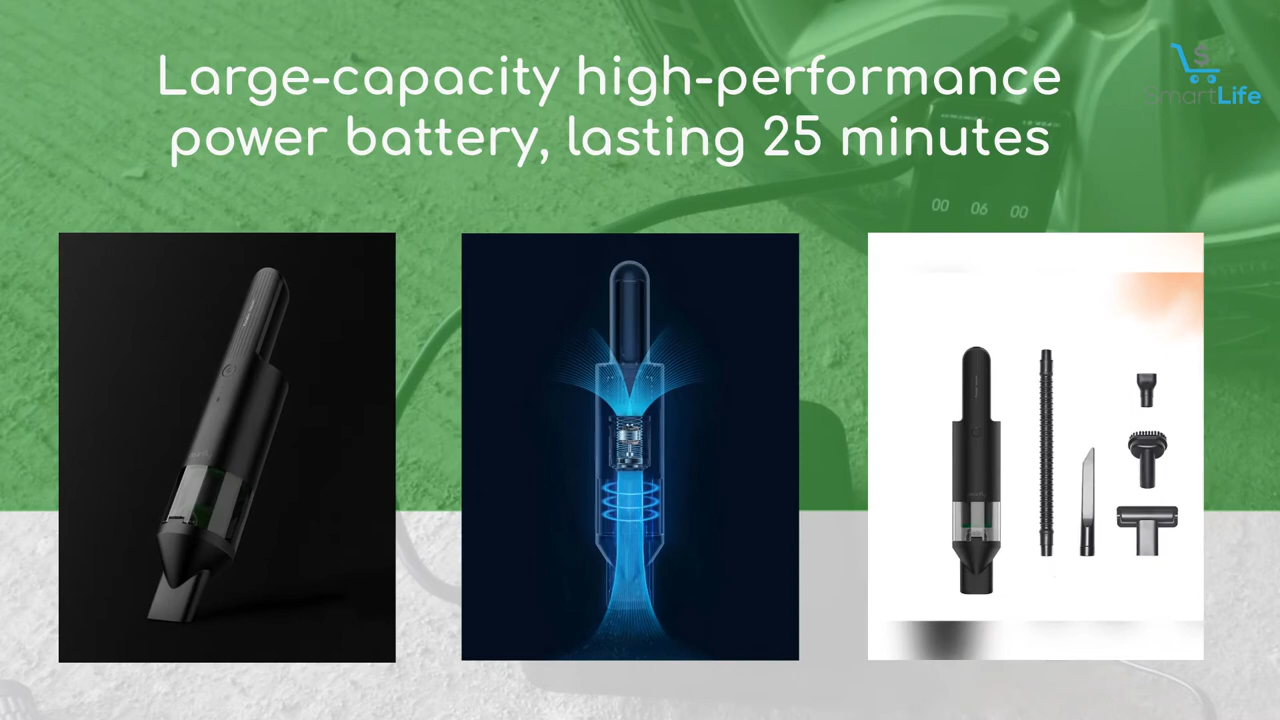 Large-capacity high-performance
power battery, lasting 25 minutes
SmartLife
00 06 00